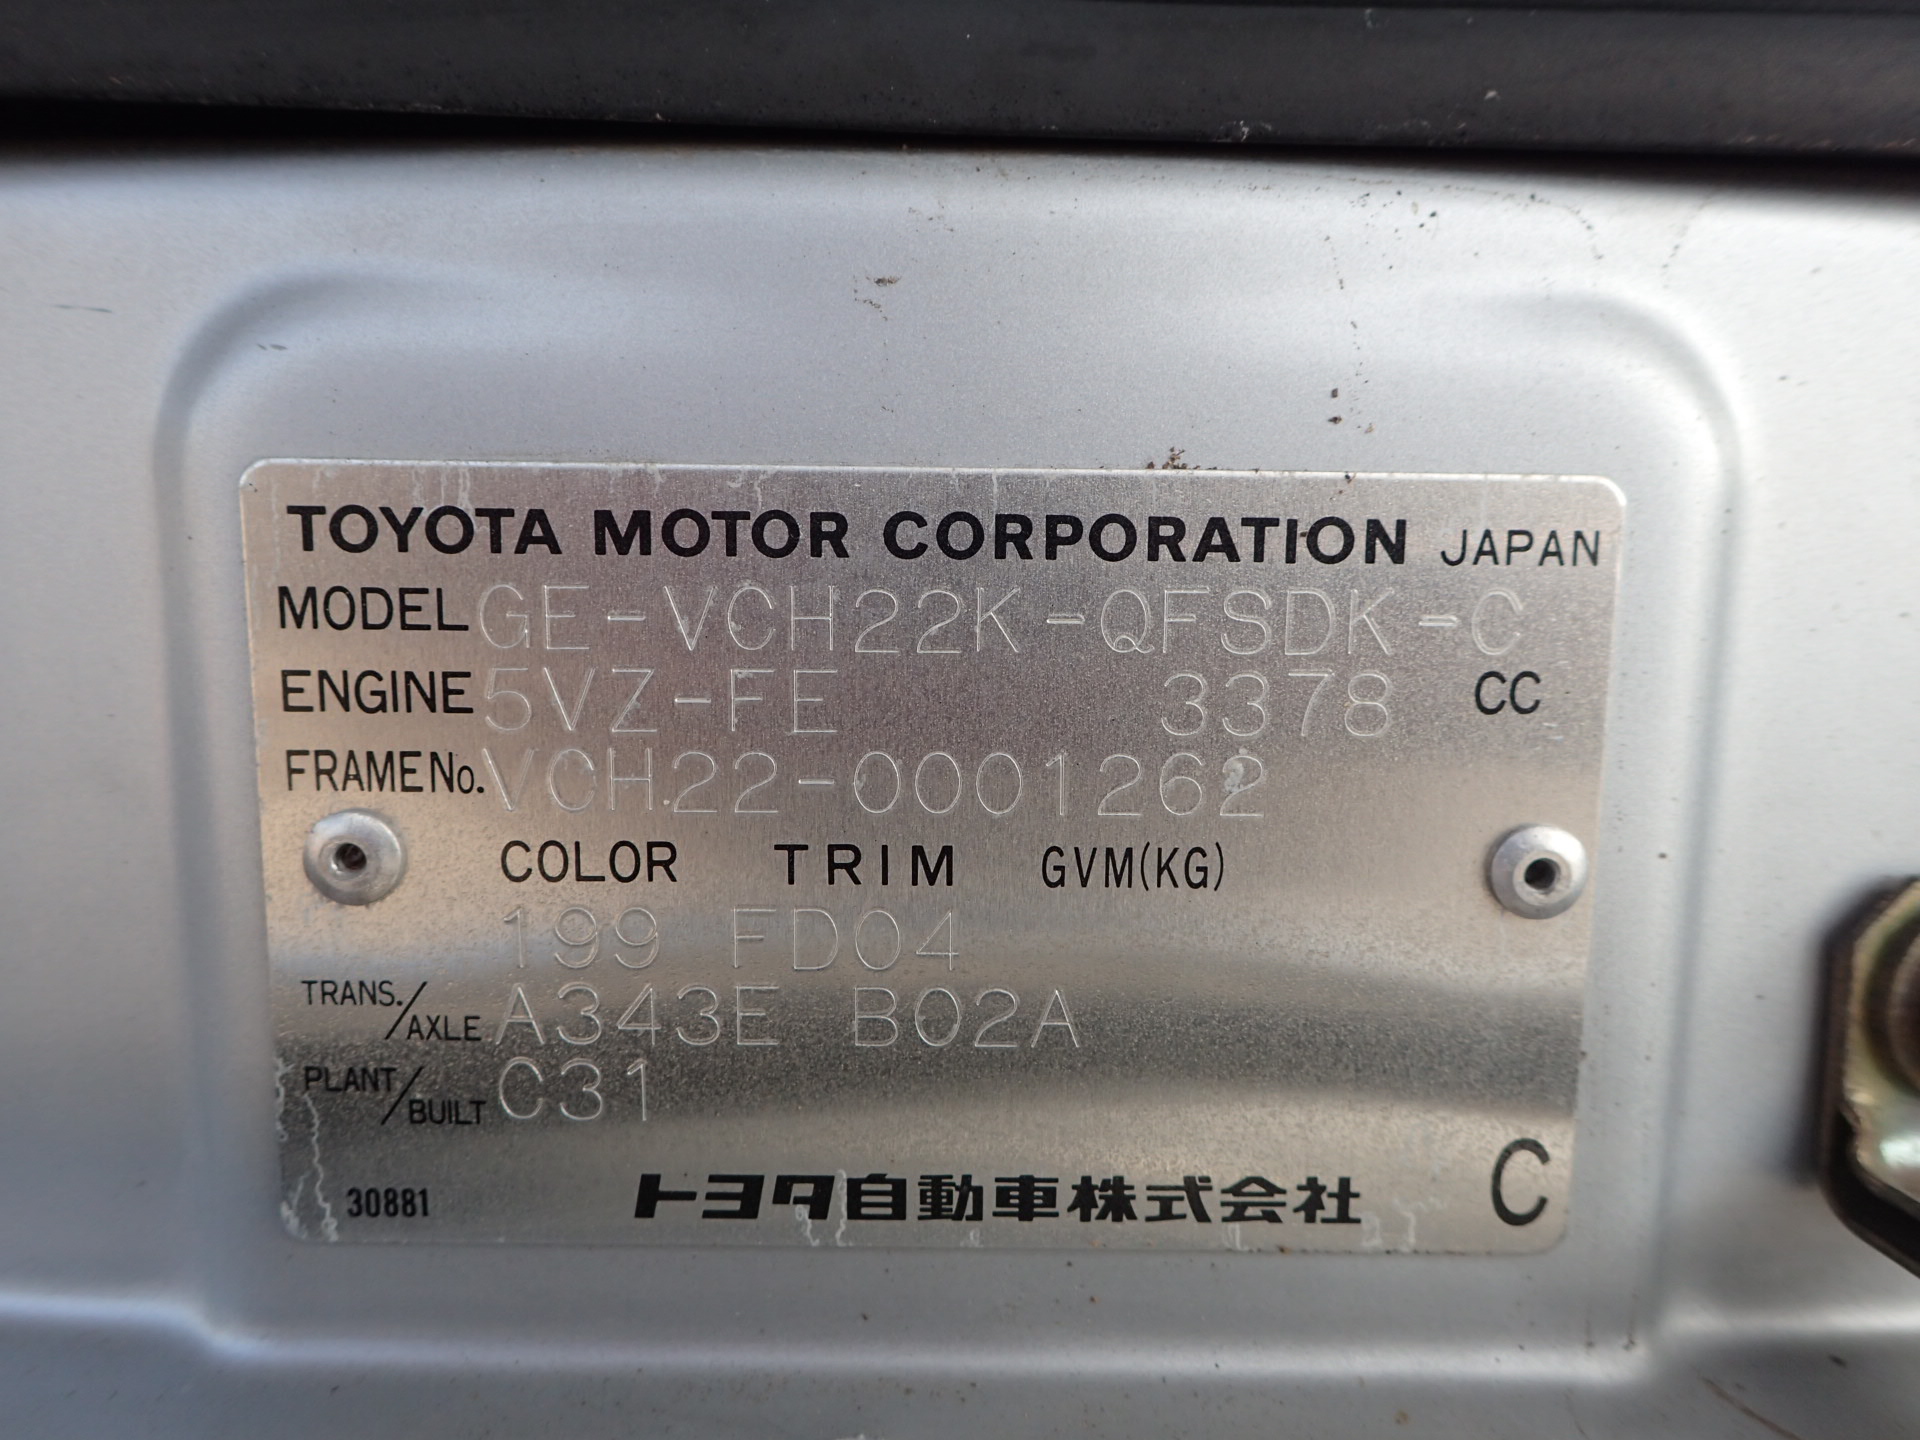 TOYOTA MOTOR CORPORATION JAPAN
MODEL GE-VCH22K-QFSDK-C
ENGINE 5VZ-FE 3378 CC
FRAME No. VCH22-0001262
COLOR TRIM GVM(KG)
199 FD04
TRANS./AXLE A343E B02A
PLANT/BUILT C31
30881 トヨタ自動車株式会社 C